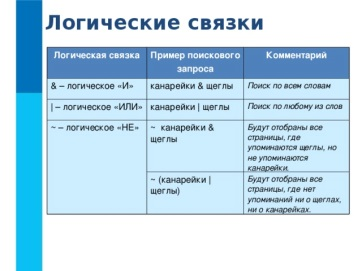 Логические связки
Логическая связка
Пример поискового
запроса
Комментарий
& – логическое «И»
канарейки & щеглы
Поиск по всем словам
| – логическое «ИЛИ»
канарейки | щеглы
Поиск по любому из слов
~ – логическое «НЕ»
~ канарейки &
щеглы
Будут отобраны все
страницы, где
упоминаются щеглы, но
не упоминаются
канарейки.
~ (канарейки |
щеглы)
Будут отобраны все
страницы, где нет
упоминаний ни о щеглах,
ни о канарейках.